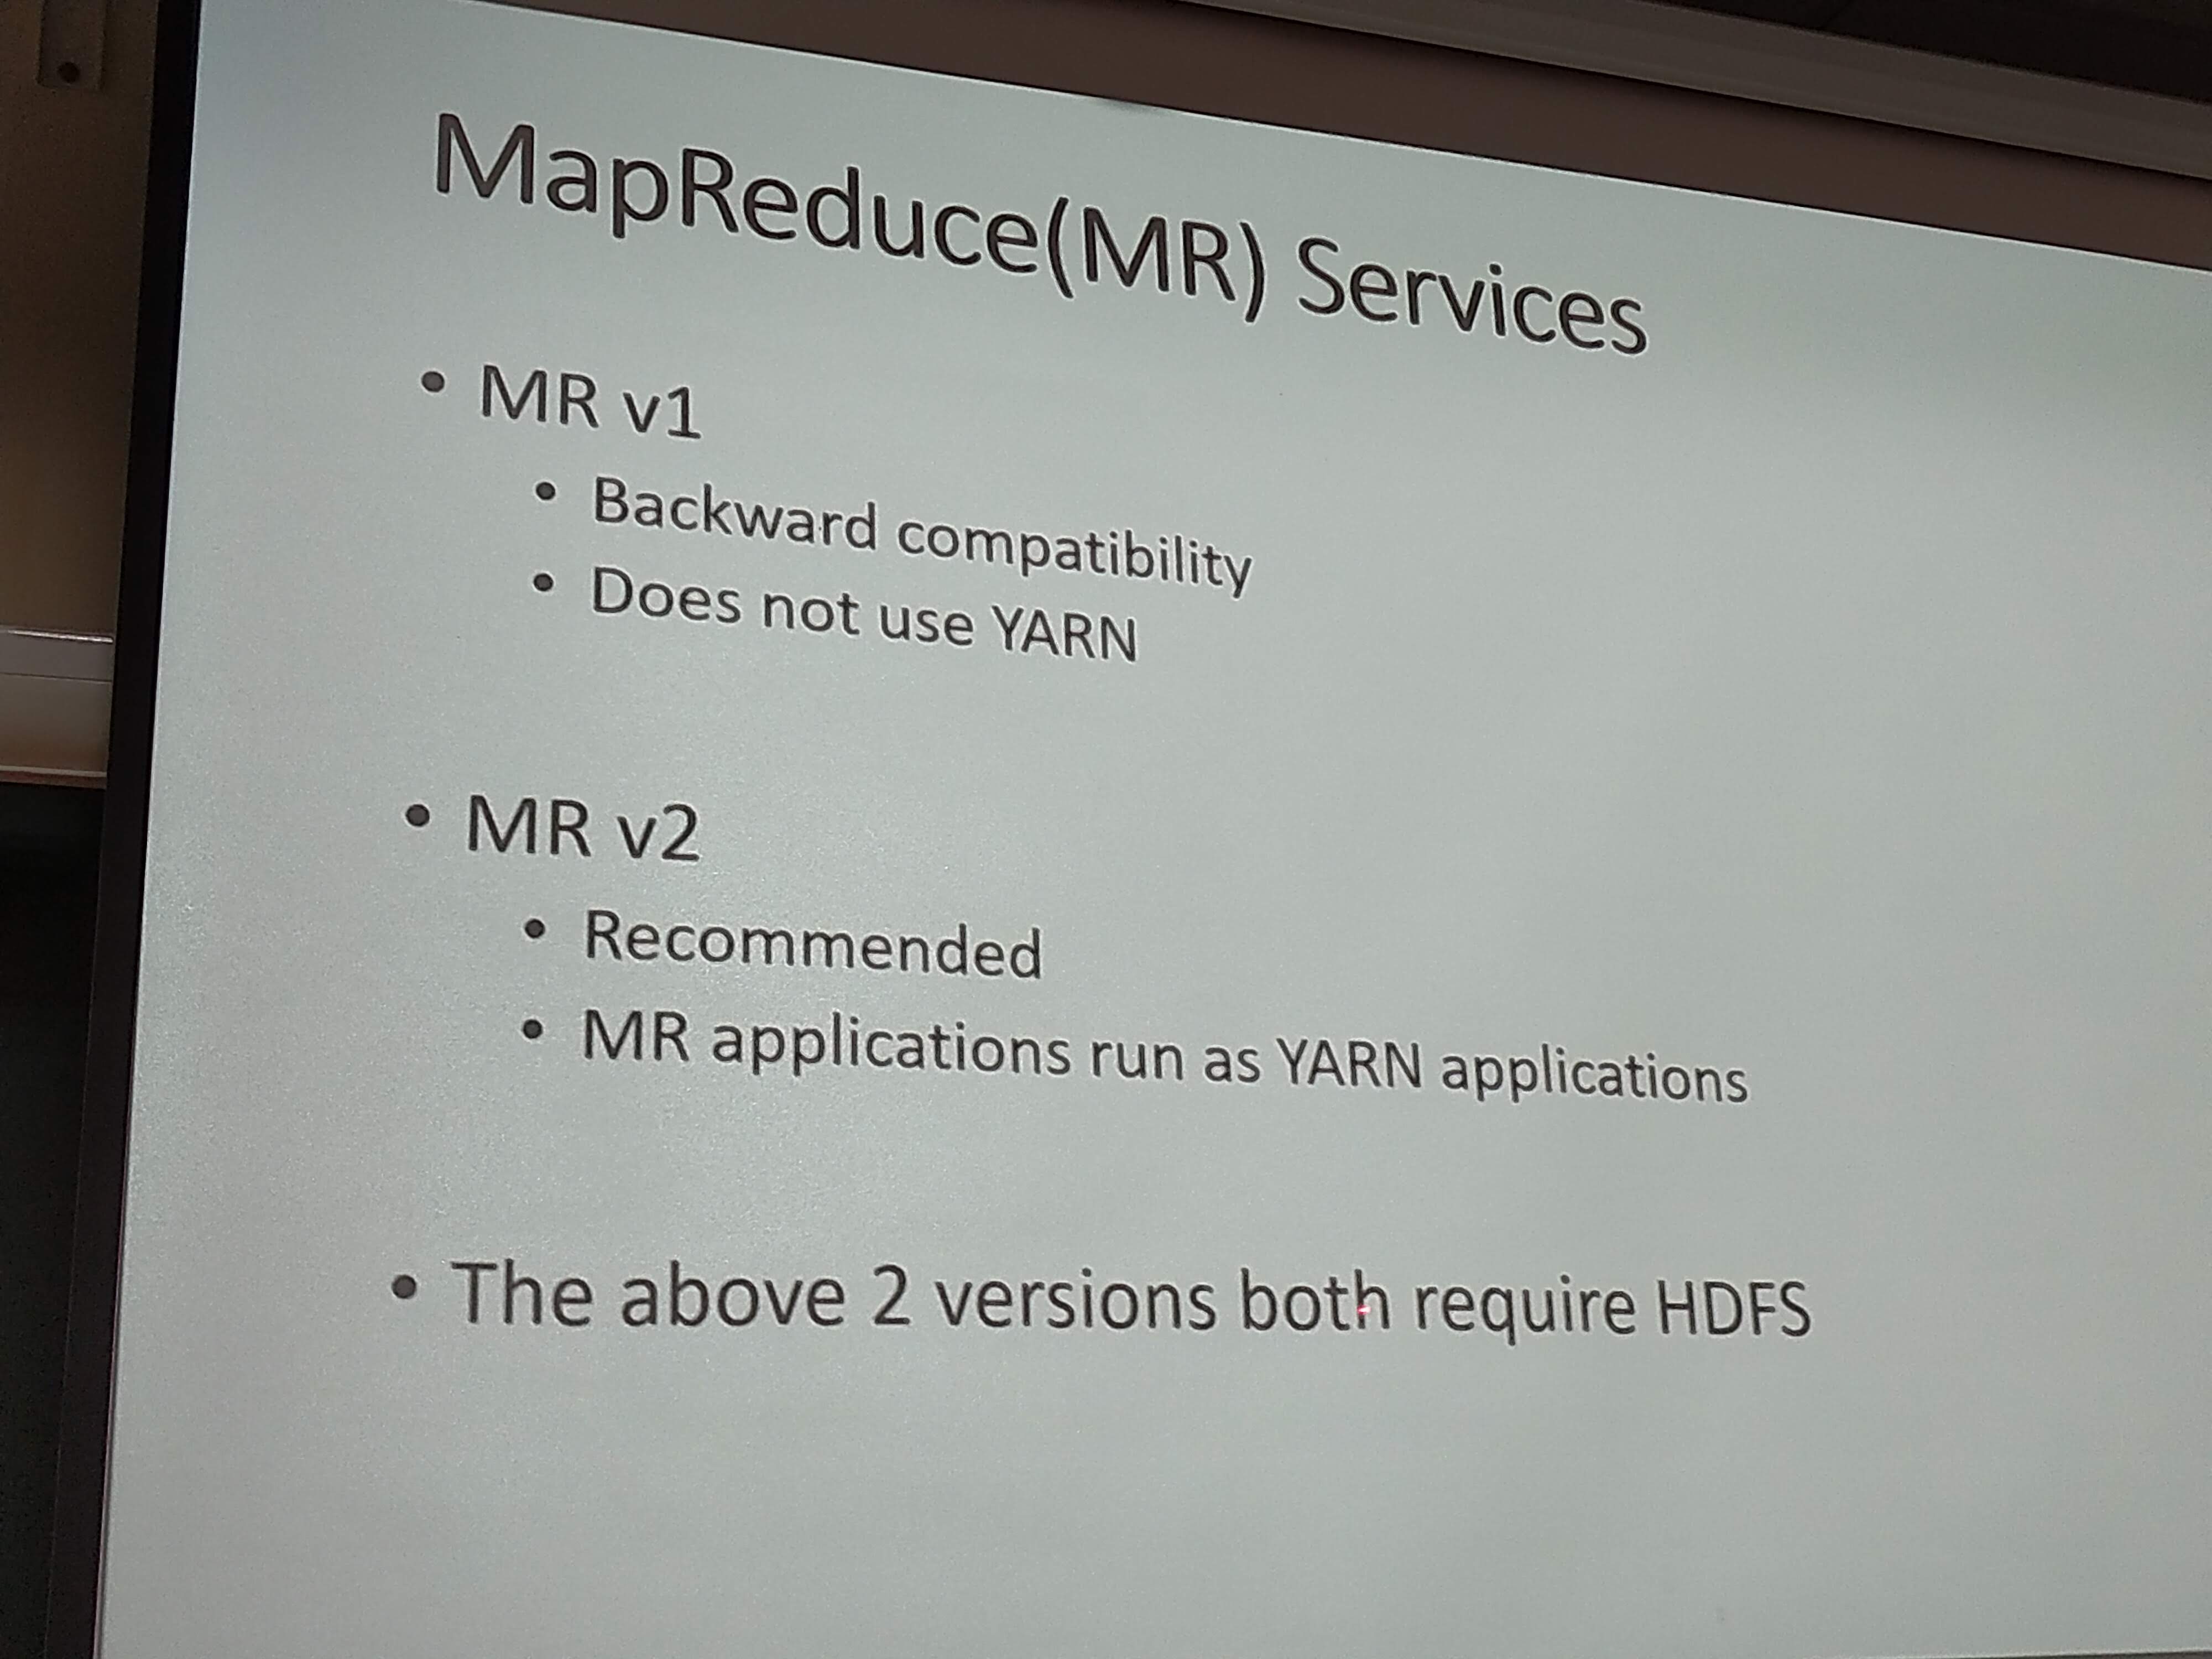 MapReduce(MR) Services
• MR v1
• Backward compatibility
• Does not use YARN
• MR v2
• Recommended
• MR applications run as YARN applications
• The above 2 versions both require HDFS